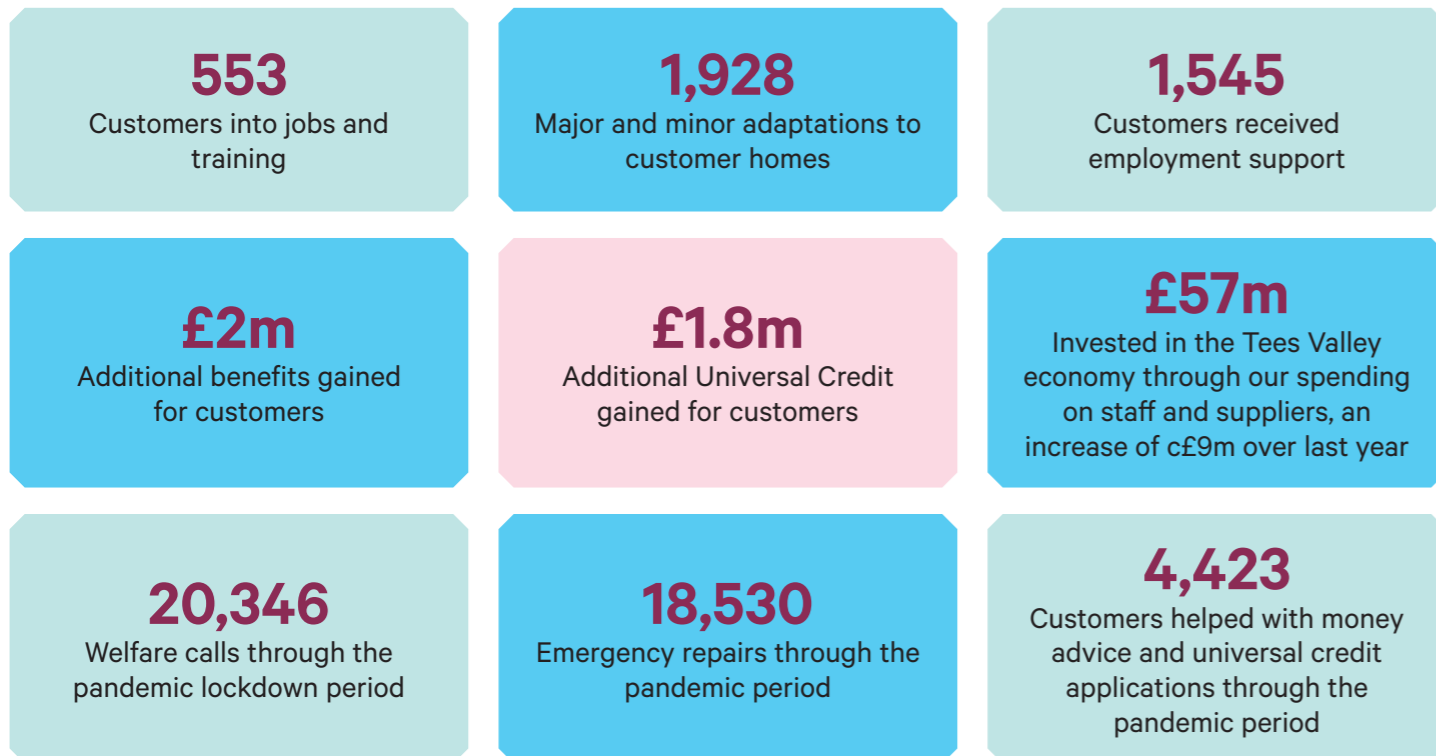 553
Customers into jobs and
training
1,928
Major and minor adaptations to
customer homes
1,545
Customers received
employment support
£2m
Additional benefits gained
for customers
£1.8m
Additional Universal Credit
gained for customers
£57m
Invested in the Tees Valley
economy through our spending
on staff and suppliers, an
increase of c£9m over last year
20,346
Welfare calls through the
pandemic lockdown period
18,530
Emergency repairs through the
pandemic period
4,423
Customers helped with money
advice and universal credit
applications through the
pandemic period